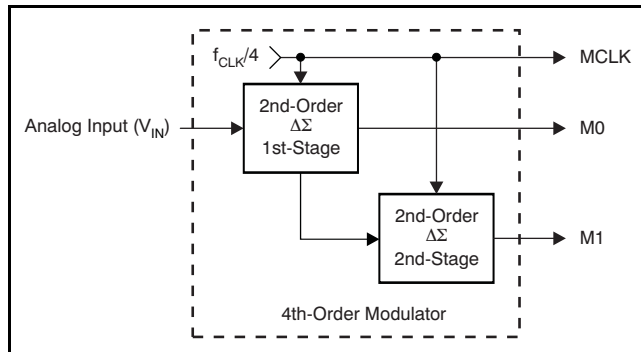 f_CLK/4
MCLK
2nd-Order
ΔΣ
1st-Stage
Analog Input (V_IN)
M0
2nd-Order
ΔΣ
2nd-Stage
M1
4th-Order Modulator